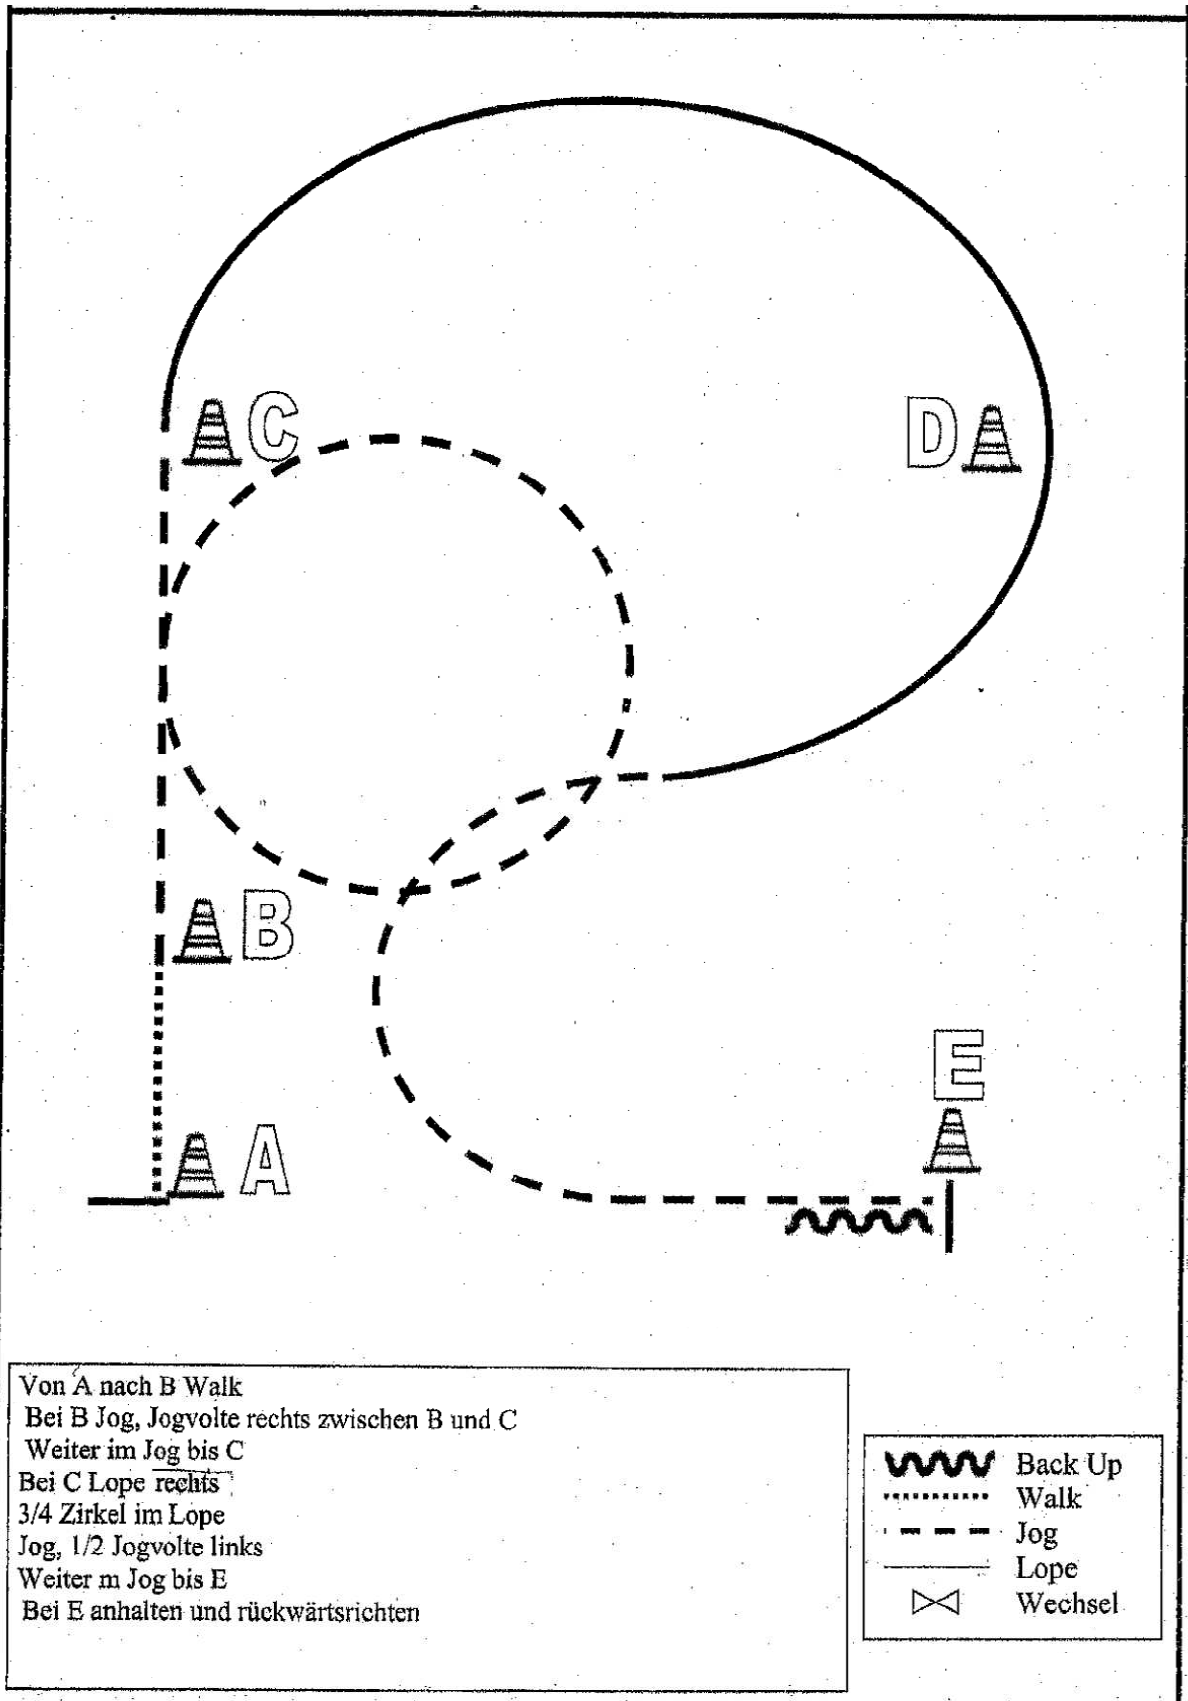 C
D
B
A
E
Von A nach B Walk
Bei B Jog, Jogvolte rechts zwischen B und C
Weiter im Jog bis C
Bei C Lope rechts
3/4 Zirkel im Lope
Jog, 1/2 Jogvolte links
Weiter m Jog bis E
Bei E anhalten und rückwärtsrichten
Back Up
Walk
Jog
Lope
Wechsel